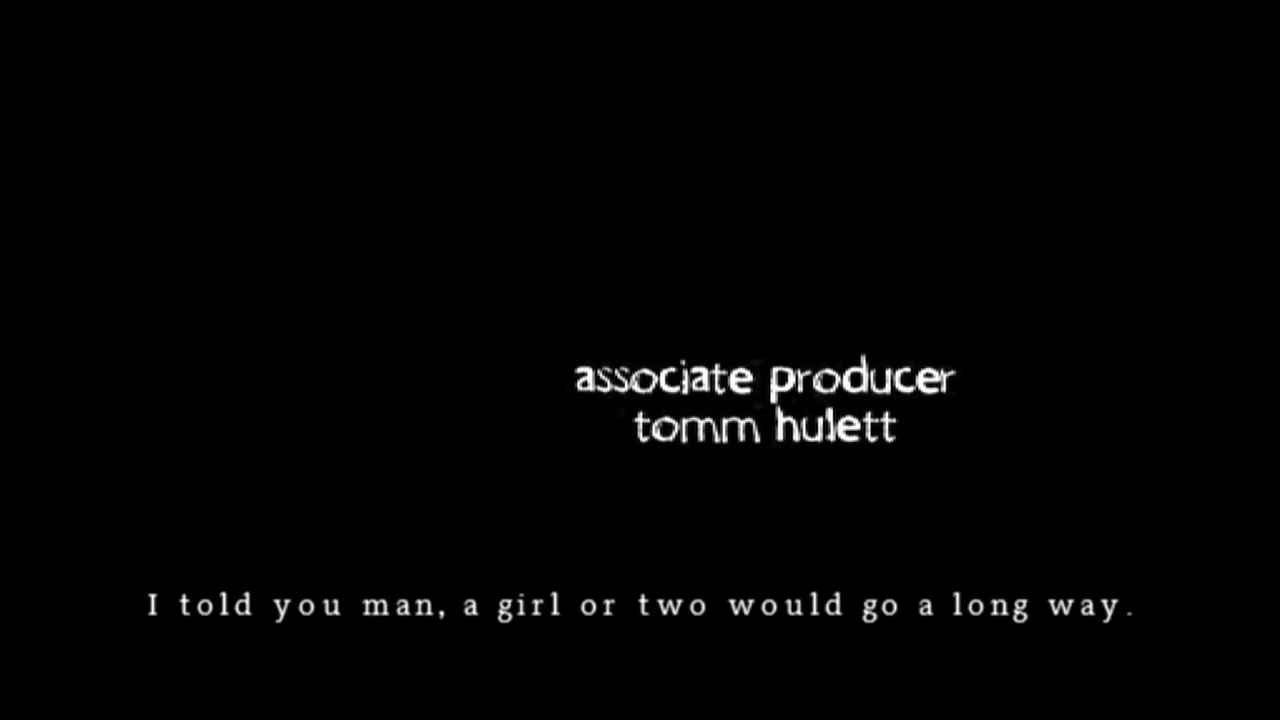 associate producer
tomm hulett
I told you man, a girl or two would go a long way.